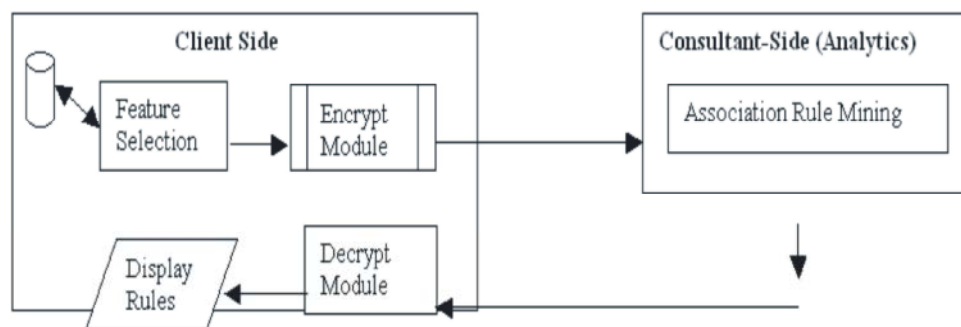 Client Side
Consultant-Side (Analytics)
Feature
Selection
Encrypt
Module
Association Rule Mining
Display
Rules
Decrypt
Module